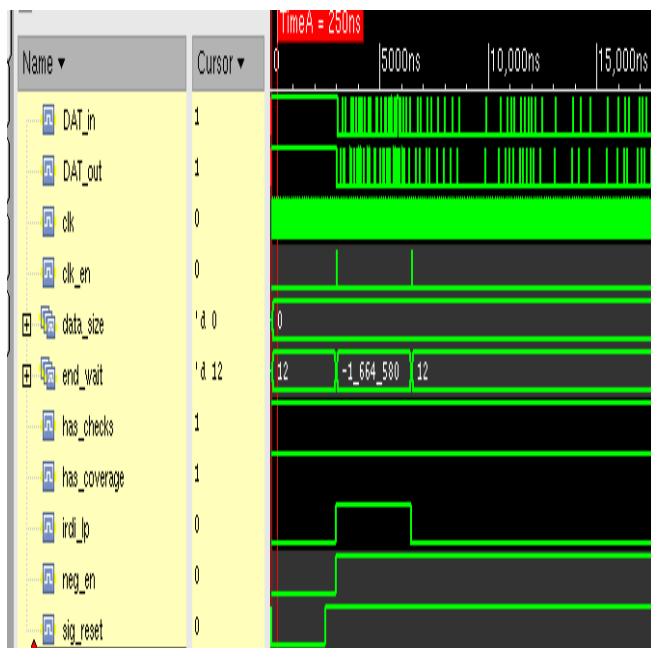 TimeA = 250ns
Name ▾ Cursor ▾ 0 5000ns 10,000ns 15,000ns
DAT_in 1
DAT_out 1
clk 0
clk_en 0
data_size 'd 0 0
end_wait 'd 12 12 -1_664_580 12
has_checks 1
has_coverage 1
irdi_lp 0
neg_en 0
sig_reset 0